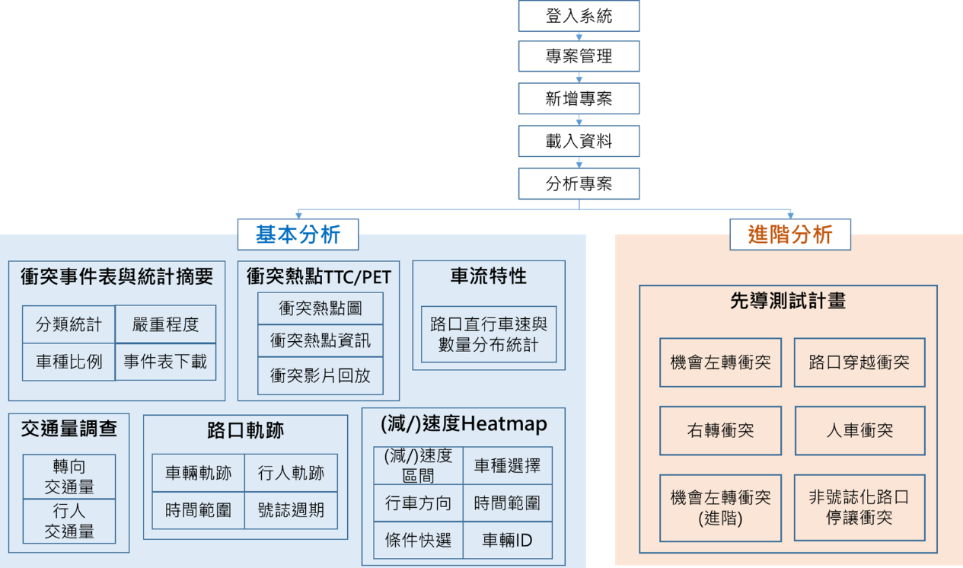 登入系統
專案管理
新增專案
載入資料
分析專案
基本分析
衝突事件表與統計摘要
分類統計
嚴重程度
車種比例
事件表下載
衝突熱點TTC/PET
衝突熱點圖
衝突熱點資訊
衝突影片回放
車流特性
路口直行車速與
數量分布統計
交通量調查
轉向
交通量
行人
交通量
路口軌跡
車輛軌跡
行人軌跡
時間範圍
號誌週期
(減/)速度Heatmap
(減/)速度
區間
車種選擇
行車方向
時間範圍
條件快選
車輛ID
進階分析
先導測試計畫
機會左轉衝突
路口穿越衝突
右轉衝突
人車衝突
機會左轉衝突
(進階)
非號誌化路口
停讓衝突